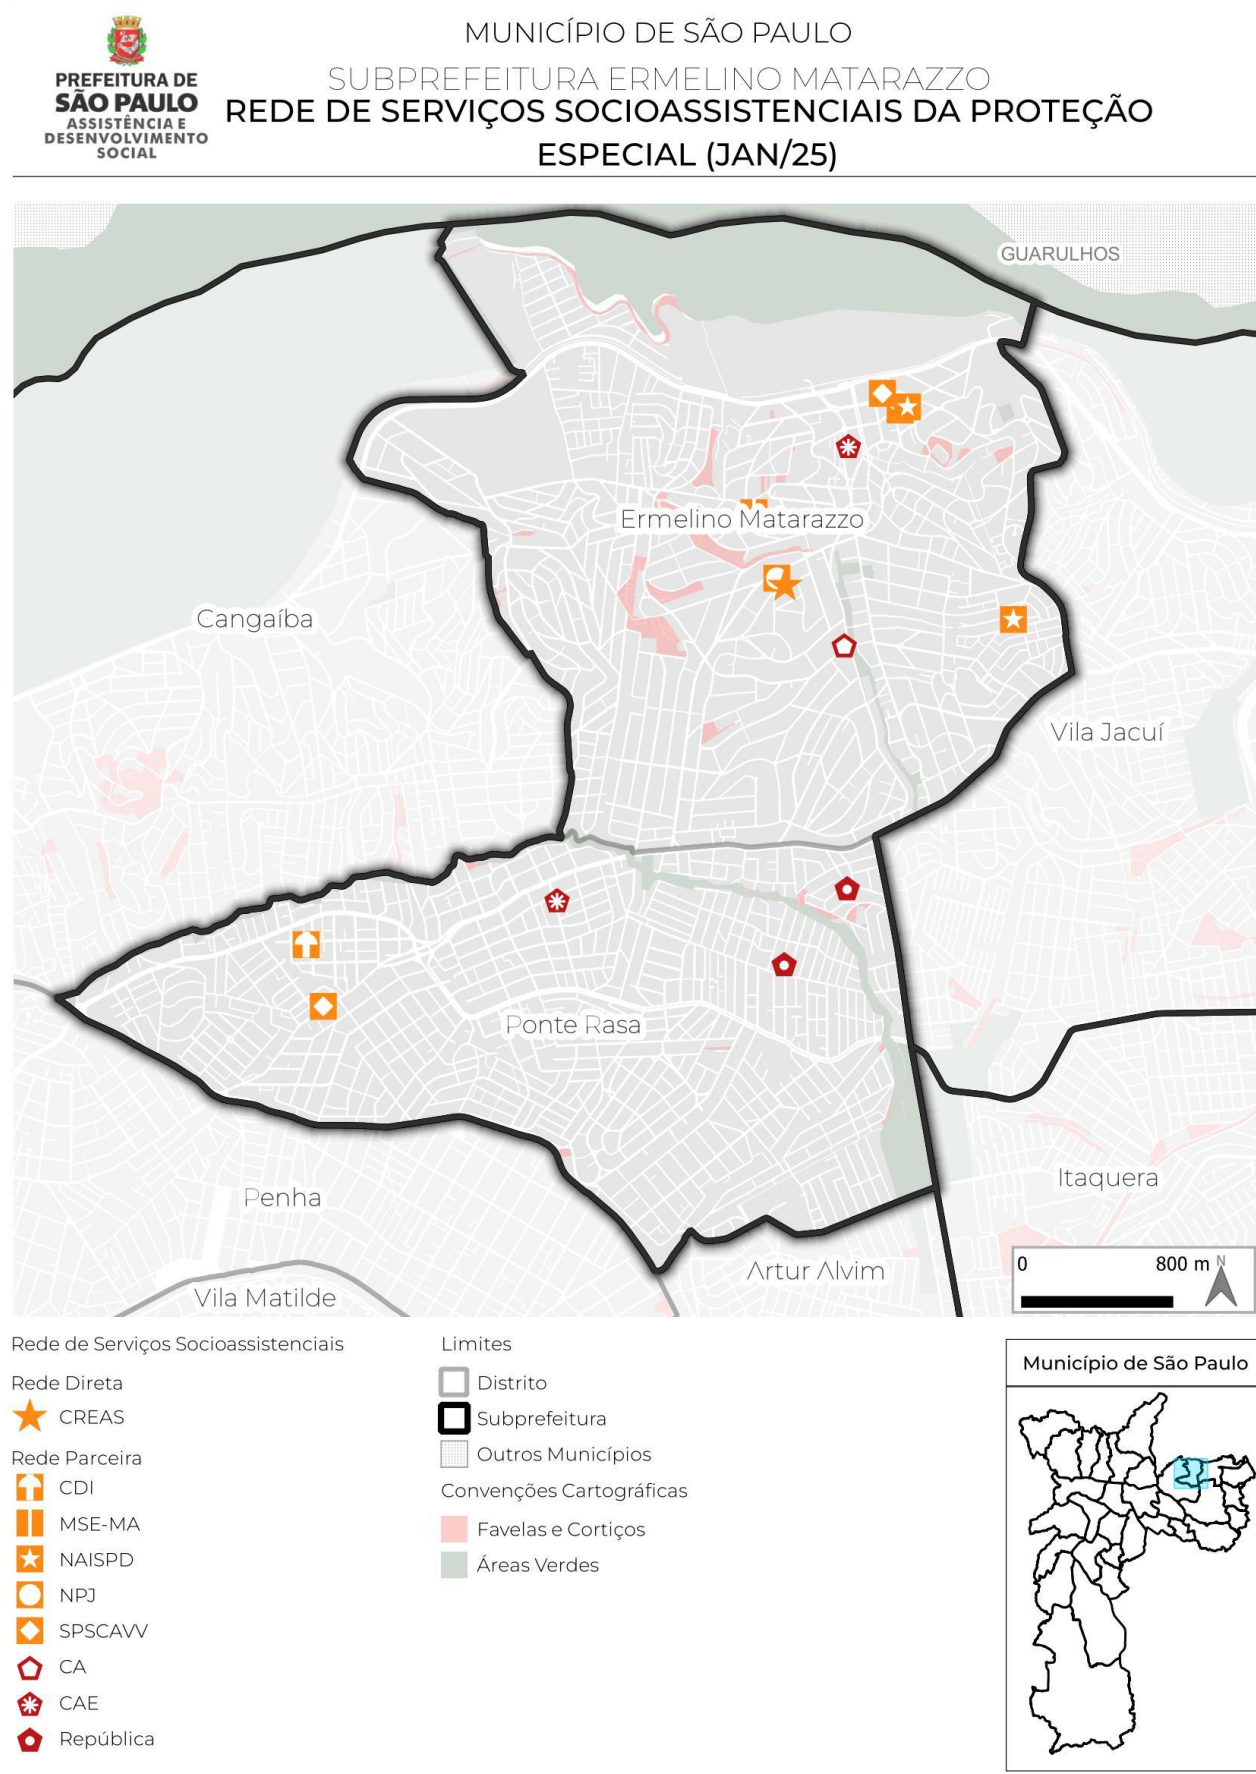 PREFEITURA DE
SÃO PAULO
ASSISTÊNCIA E
DESENVOLVIMENTO
SOCIAL
MUNICÍPIO DE SÃO PAULO
SUBPREFEITURA ERMELINO MATARAZZO
REDE DE SERVIÇOS SOCIOASSISTENCIAIS DA PROTEÇÃO
ESPECIAL (JAN/25)
GUARULHOS
Ermelino Matarazzo
Cangaíba
Vila Jacuí
Ponte Rasa
Itaquera
Penha
Artur Alvim
Vila Matilde
0 800 m N
Rede de Serviços Socioassistenciais
Rede Direta
CREAS
Rede Parceira
CDI
MSE-MA
NAISPD
NPJ
SPSCAVV
CA
CAE
República
Limites
Distrito
Subprefeitura
Outros Municípios
Convenções Cartográficas
Favelas e Cortiços
Áreas Verdes
Município de São Paulo